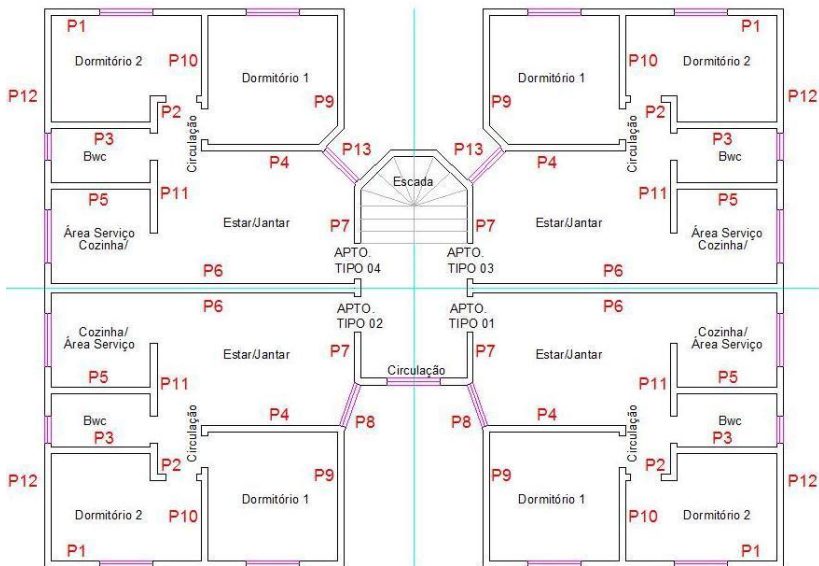 P1 P1
Dormitório 2 P10 Dormitório 1 Dormitório 1 P10 Dormitório 2
P12 P9 P9 P12
P2 P2
P3 Circulação P13 P13 Circulação P3
Bwc P4 P4 Bwc
Escada
P5 P11 P11 P5
Área Serviço Estar/Jantar P7 P7 Estar/Jantar Área Serviço
Cozinha/ Cozinha/
APTO. APTO.
TIPO 04 TIPO 03
P6 P6
P6 P6
APTO. APTO.
TIPO 02 TIPO 01
Cozinha/ Cozinha/
Área Serviço Estar/Jantar P7 P7 Estar/Jantar Área Serviço
Circulação
P5 P11 P11 P5
Bwc P4 P8 P8 P4 Bwc
P3 Circulação Circulação P3
P2 P2
P12 P9 P9 P12
Dormitório 2 P10 Dormitório 1 Dormitório 1 P10 Dormitório 2
P1 P1